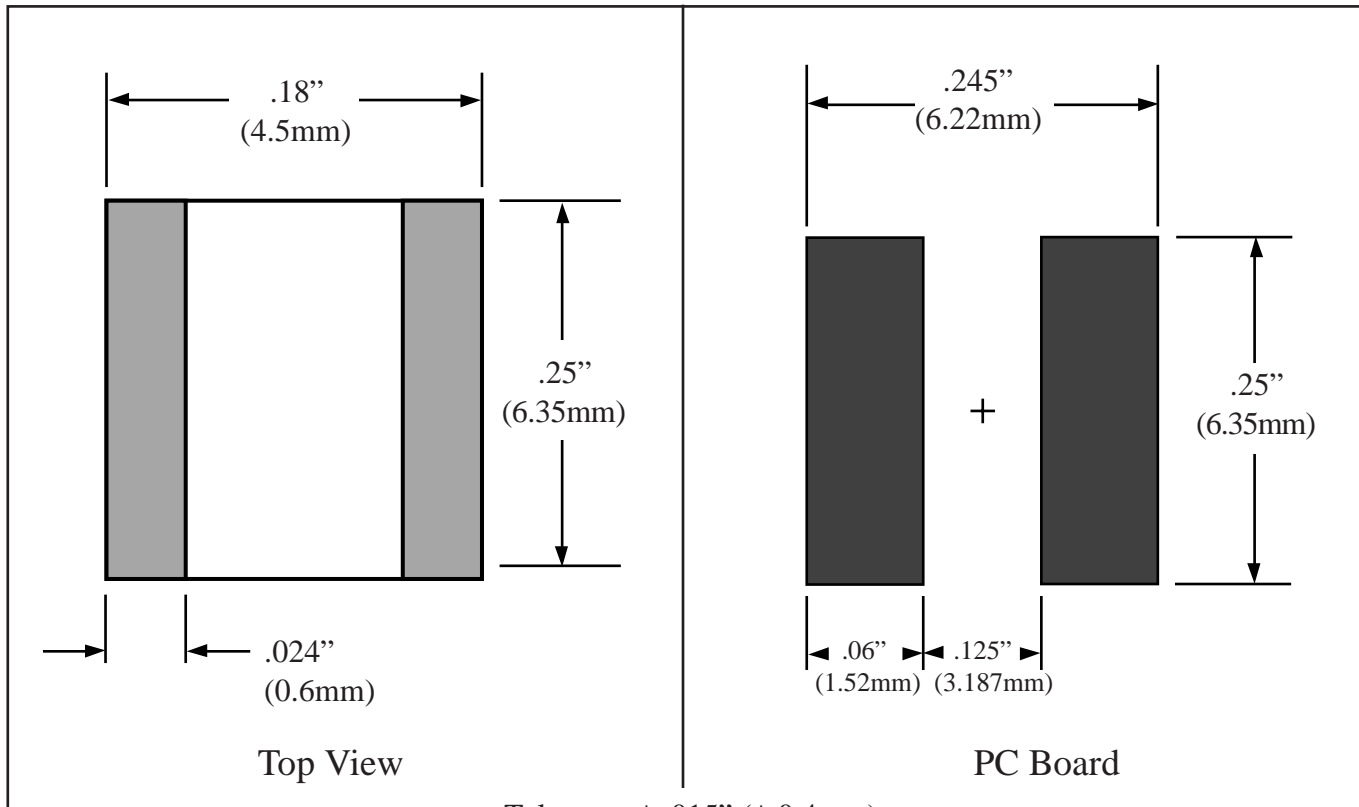 .18”
(4.5mm)
.25”
(6.35mm)
.024”
(0.6mm)
Top View
.245”
(6.22mm)
.25”
(6.35mm)
+
.06”
(1.52mm)
.125”
(3.187mm)
PC Board